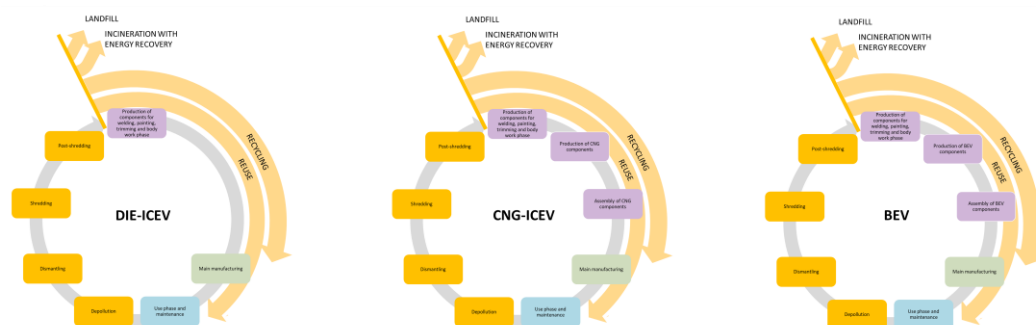 LANDFILL
INCINERATION WITH
ENERGY RECOVERY
Production of
components for
welding, painting,
trimming and body
work phase
Post-shredding
RECYCLING
REUSE
Shredding
DIE-ICEV
Dismantling
Main manufacturing
Depollution
Use phase and
maintenance
LANDFILL
INCINERATION WITH
ENERGY RECOVERY
Production of
components for
welding, painting,
trimming and body
work phase
Post-shredding
Production of CNG
components
RECYCLING
REUSE
Shredding
Assembly of CNG
components
CNG-ICEV
Dismantling
Main manufacturing
Depollution
Use phase and
maintenance
LANDFILL
INCINERATION WITH
ENERGY RECOVERY
Production of
components for
welding, painting,
trimming and body
work phase
Post-shredding
Production of BEV
components
RECYCLING
REUSE
Shredding
Assembly of BEV
components
BEV
Dismantling
Main manufacturing
Depollution
Use phase and
maintenance